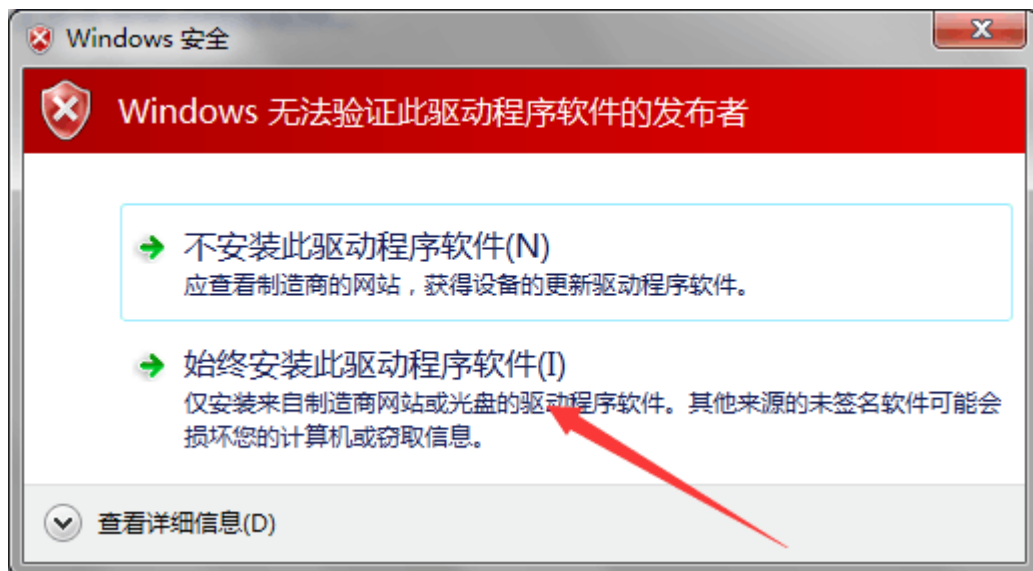 Windows 安全
Windows 无法验证此驱动程序软件的发布者
不安装此驱动程序软件(N)
应查看制造商的网站，获得设备的更新驱动程序软件。
始终安装此驱动程序软件(I)
仅安装来自制造商网站或光盘的驱动程序软件。其他来源的未签名软件可能会
损坏您的计算机或窃取信息。
查看详细信息(D)